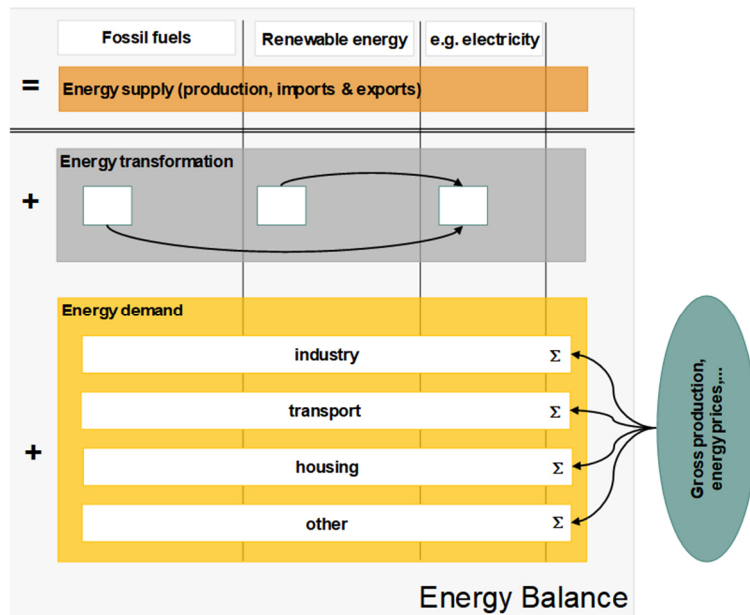 Fossil fuels
Renewable energy
e.g. electricity
=
Energy supply (production, imports & exports)
Energy transformation
+
Energy demand
industry Σ
transport Σ
housing Σ
+
other Σ
Gross production,
energy prices,...
Energy Balance